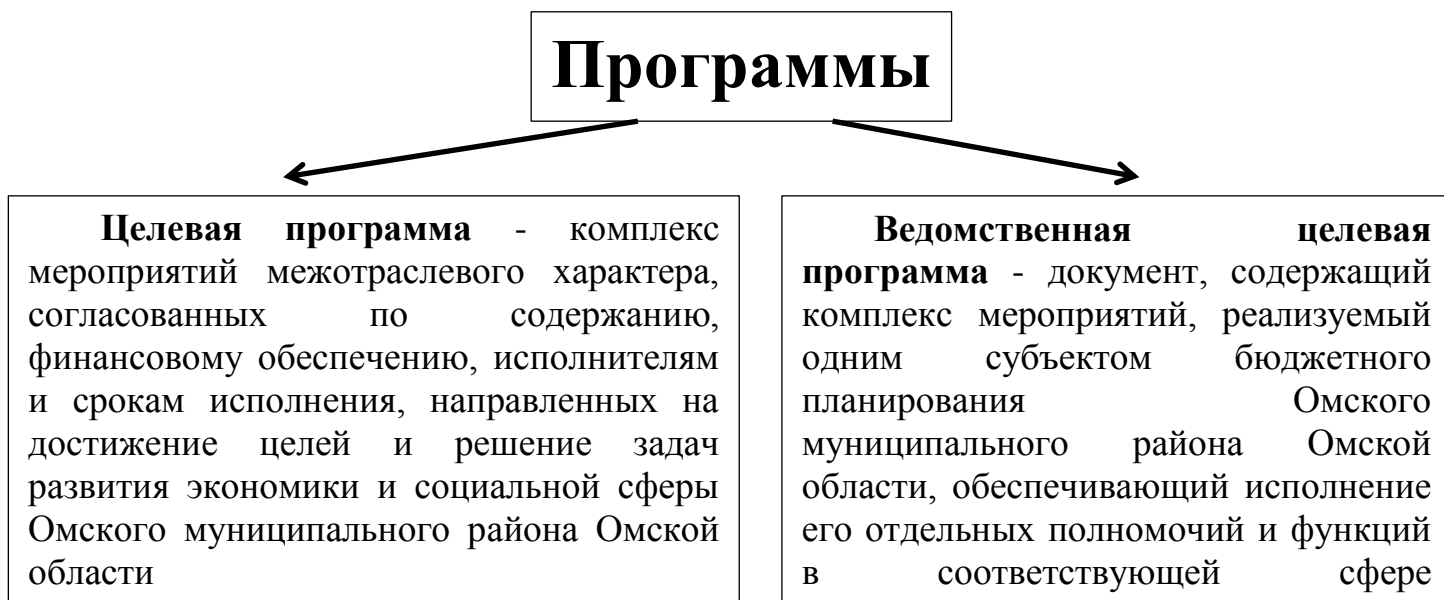 Программы
Целевая программа - комплекс
мероприятий межотраслевого характера,
согласованных по содержанию,
финансовому обеспечению, исполнителям
и срокам исполнения, направленных на
достижение целей и решение задач
развития экономики и социальной сферы
Омского муниципального района Омской
области
Ведомственная целевая
программа - документ, содержащий
комплекс мероприятий, реализуемый
одним субъектом бюджетного
планирования Омского
муниципального района Омской
области, обеспечивающий исполнение
его отдельных полномочий и функций
в соответствующей сфере